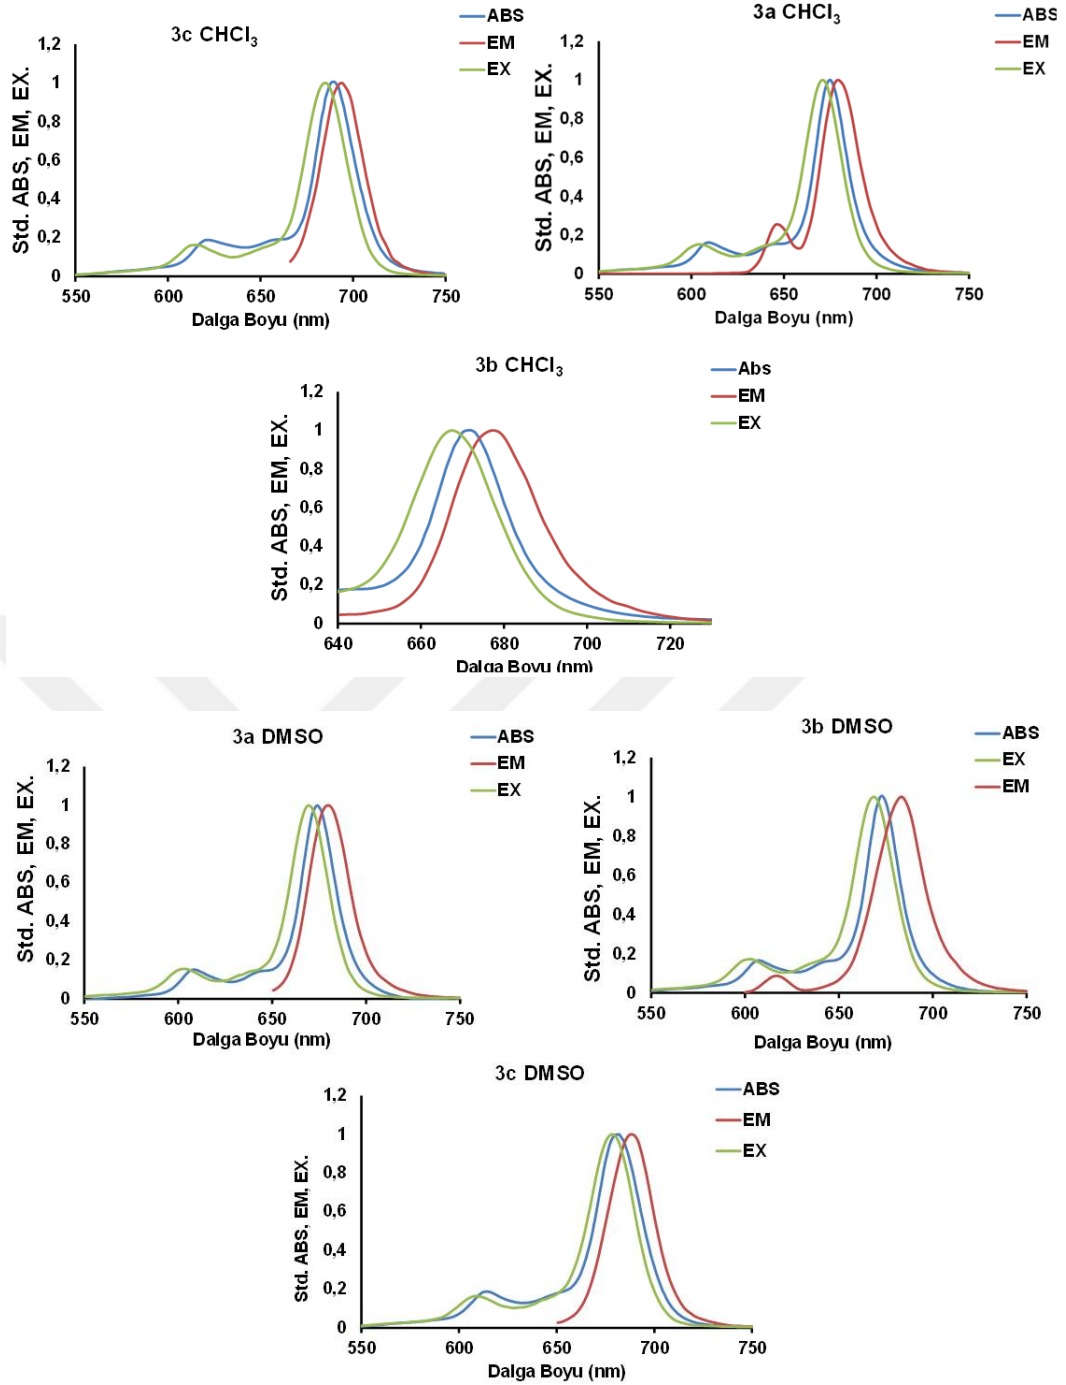 3c CHCl3
ABS
EM
EX
Std. ABS, EM, EX.
1,2
1
0,8
0,6
0,4
0,2
0
550 600 650 700 750
Dalga Boyu (nm)
3a CHCl3
ABS
EM
EX
Std. ABS, EM, EX.
1,2
1
0,8
0,6
0,4
0,2
0
550 600 650 700 750
Dalga Boyu (nm)
3b CHCl3
Abs
EM
EX
Std. ABS, EM, EX.
1,2
1
0,8
0,6
0,4
0,2
0
640 660 680 700 720
Dalga Boyu (nm)
3a DMSO
ABS
EM
EX
Std. ABS, EM, EX.
1,2
1
0,8
0,6
0,4
0,2
0
550 600 650 700 750
Dalga Boyu (nm)
3b DMSO
ABS
EX
EM
Std. ABS, EM, EX.
1,2
1
0,8
0,6
0,4
0,2
0
550 600 650 700 750
Dalga Boyu (nm)
3c DMSO
ABS
EM
EX
Std. ABS, EM, EX.
1,2
1
0,8
0,6
0,4
0,2
0
550 600 650 700 750
Dalga Boyu (nm)